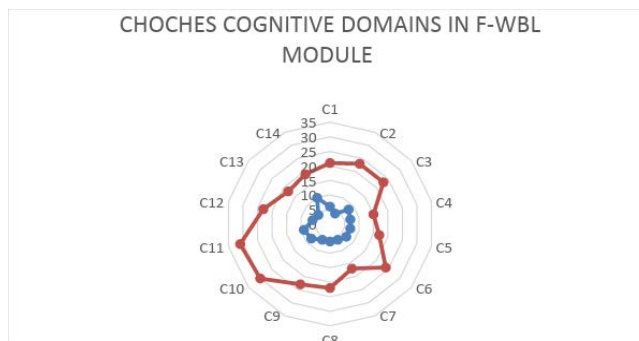 CHOCHES COGNITIVE DOMAINS IN F-WBL
MODULE
C1
C14
35
C2
30
C13
25
C3
20
15
C12
10
C4
5
0
C11
C5
C10
C6
C9
C7
C8